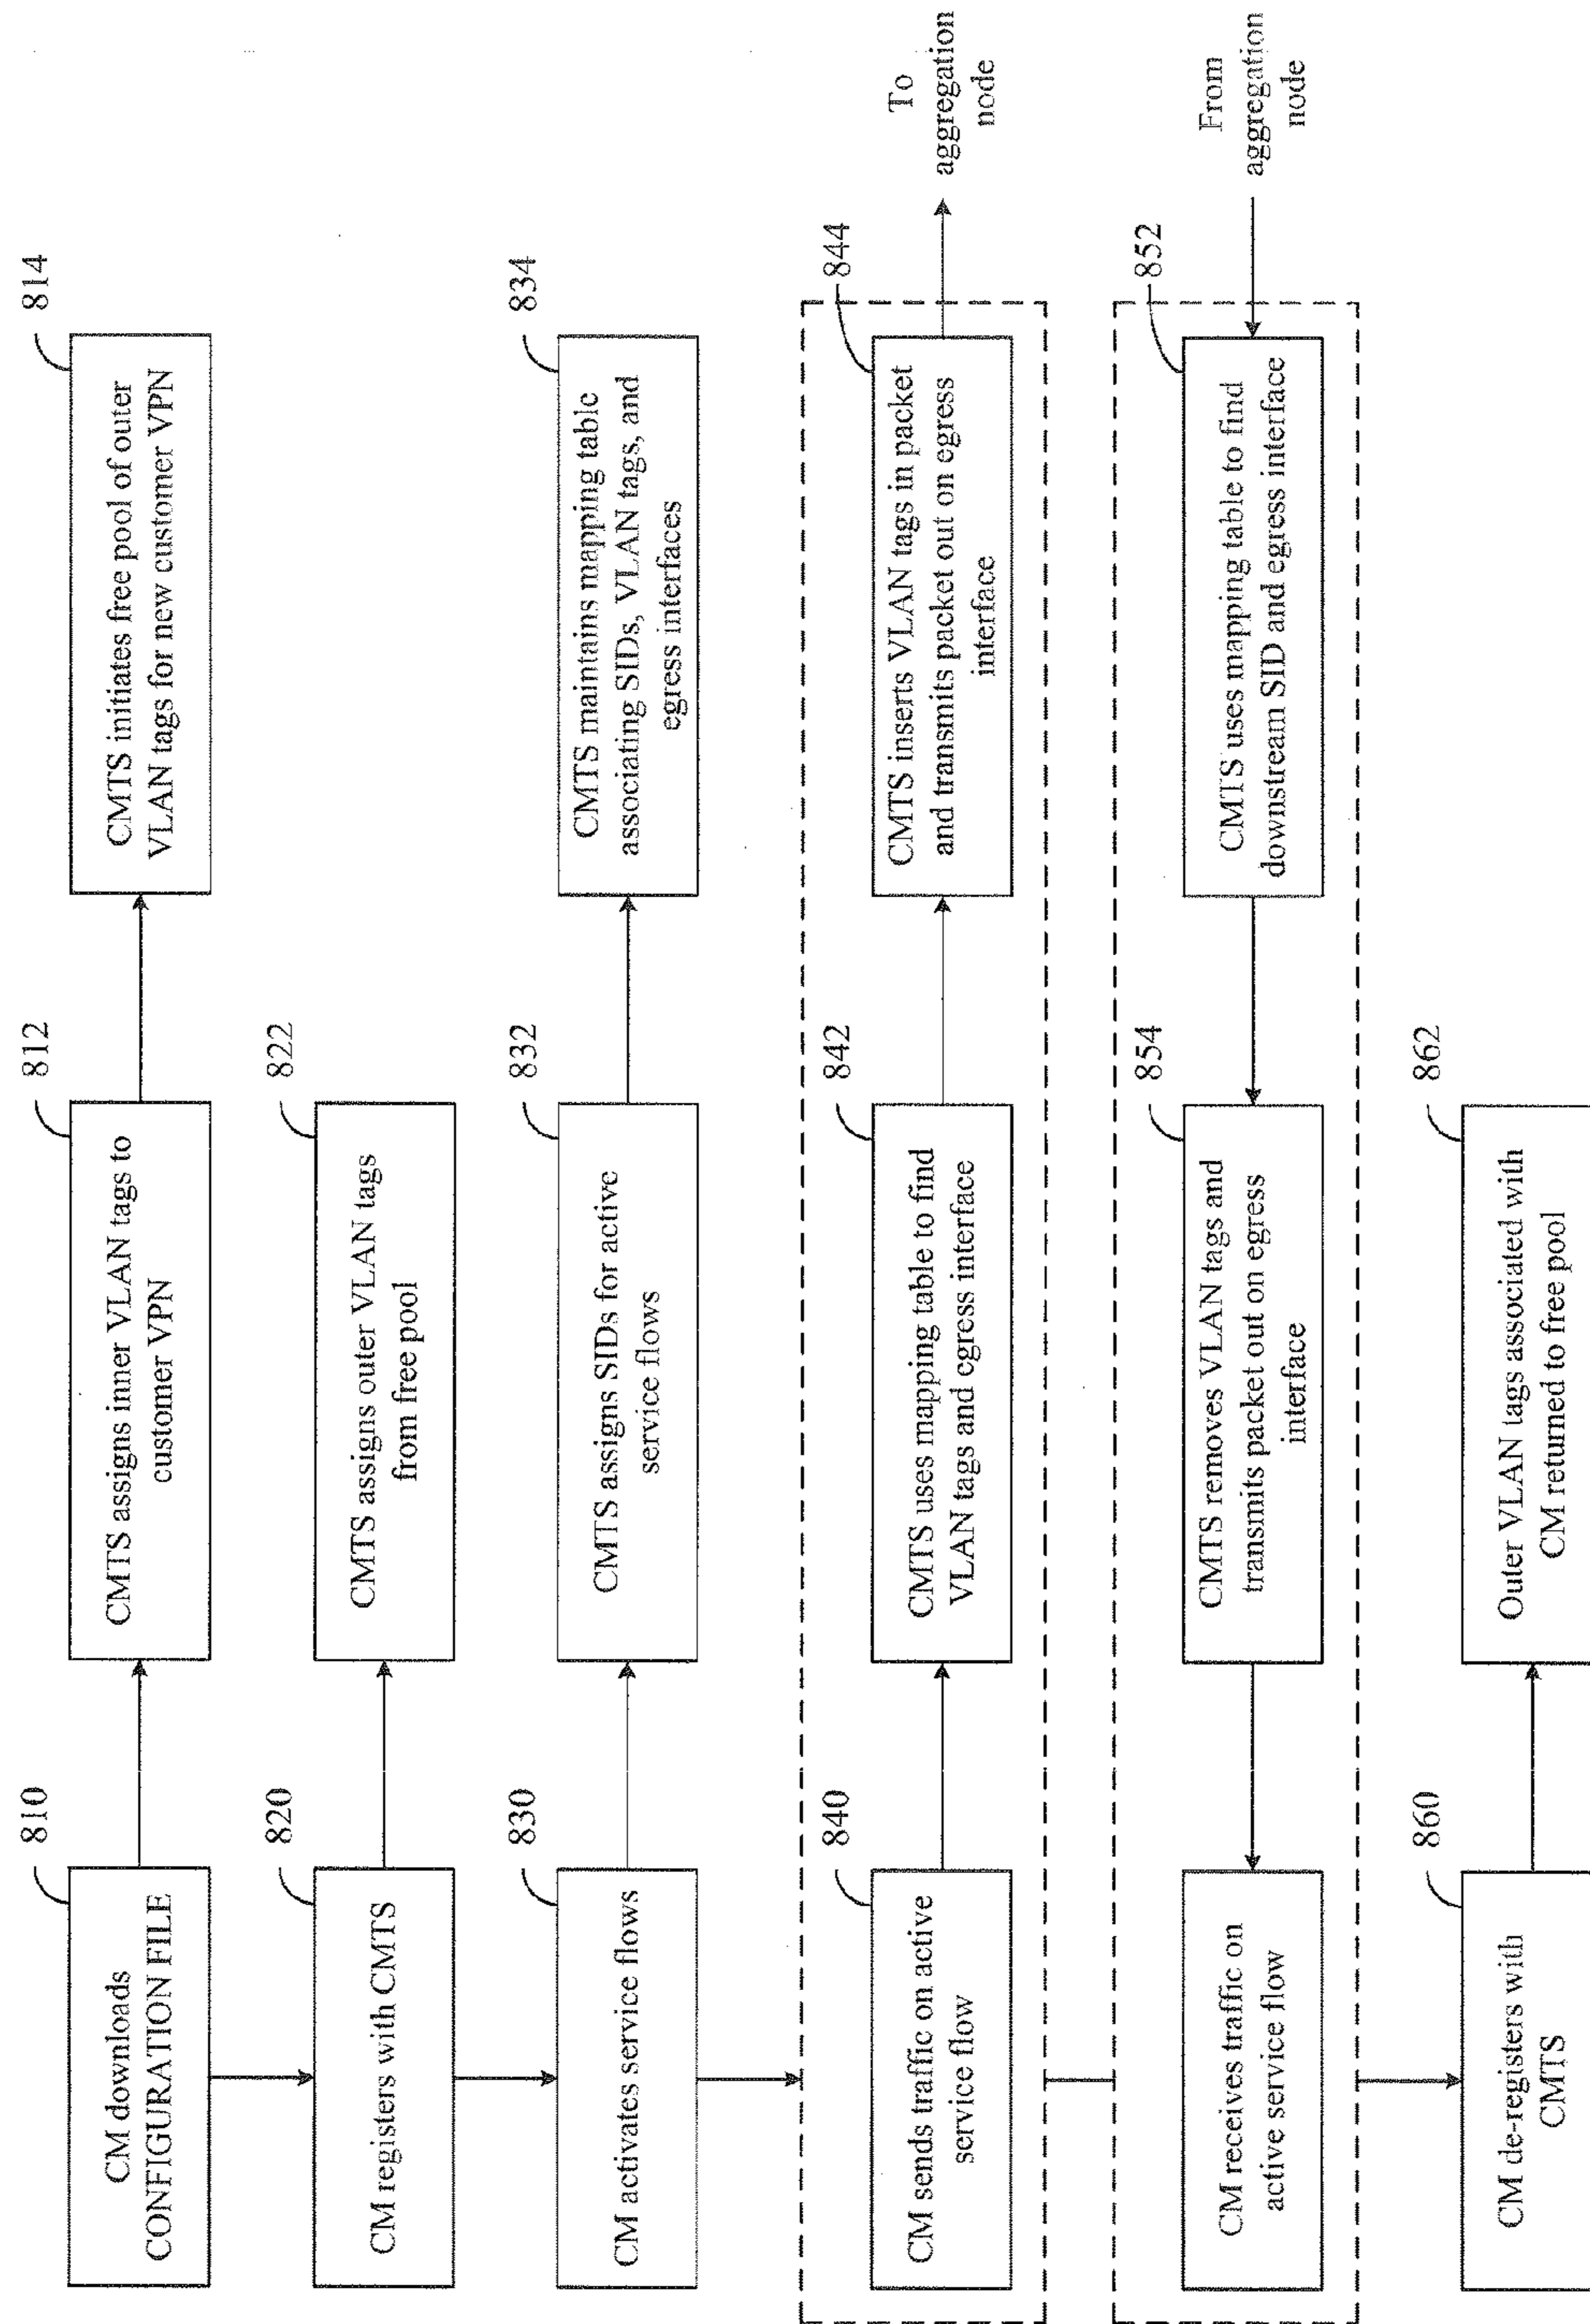 810
CM downloads
CONFIGURATION FILE
812
CMTS assigns inner VLAN tags to
customer VPN
814
CMTS initiates free pool of outer
VLAN tags for new customer VPN
820
CM registers with CMTS
822
CMTS assigns outer VLAN tags
from free pool
830
CM activates service flows
832
CMTS assigns SIDs for active
service flows
834
CMTS maintains mapping table
associating SIDs, VLAN tags, and
egress interfaces
840
CM sends traffic on active
service flow
842
CMTS uses mapping table to find
VLAN tags and egress interface
844
CMTS inserts VLAN tags in packet
and transmits packet out on egress
interface
To
aggregation
node
CM receives traffic on
active service flow
854
CMTS removes VLAN tags and
transmits packet out on egress
interface
852
CMTS uses mapping table to find
downstream SID and egress interface
From
aggregation
node
860
CM de-registers with
CMTS
862
Outer VLAN tags associated with
CM returned to free pool